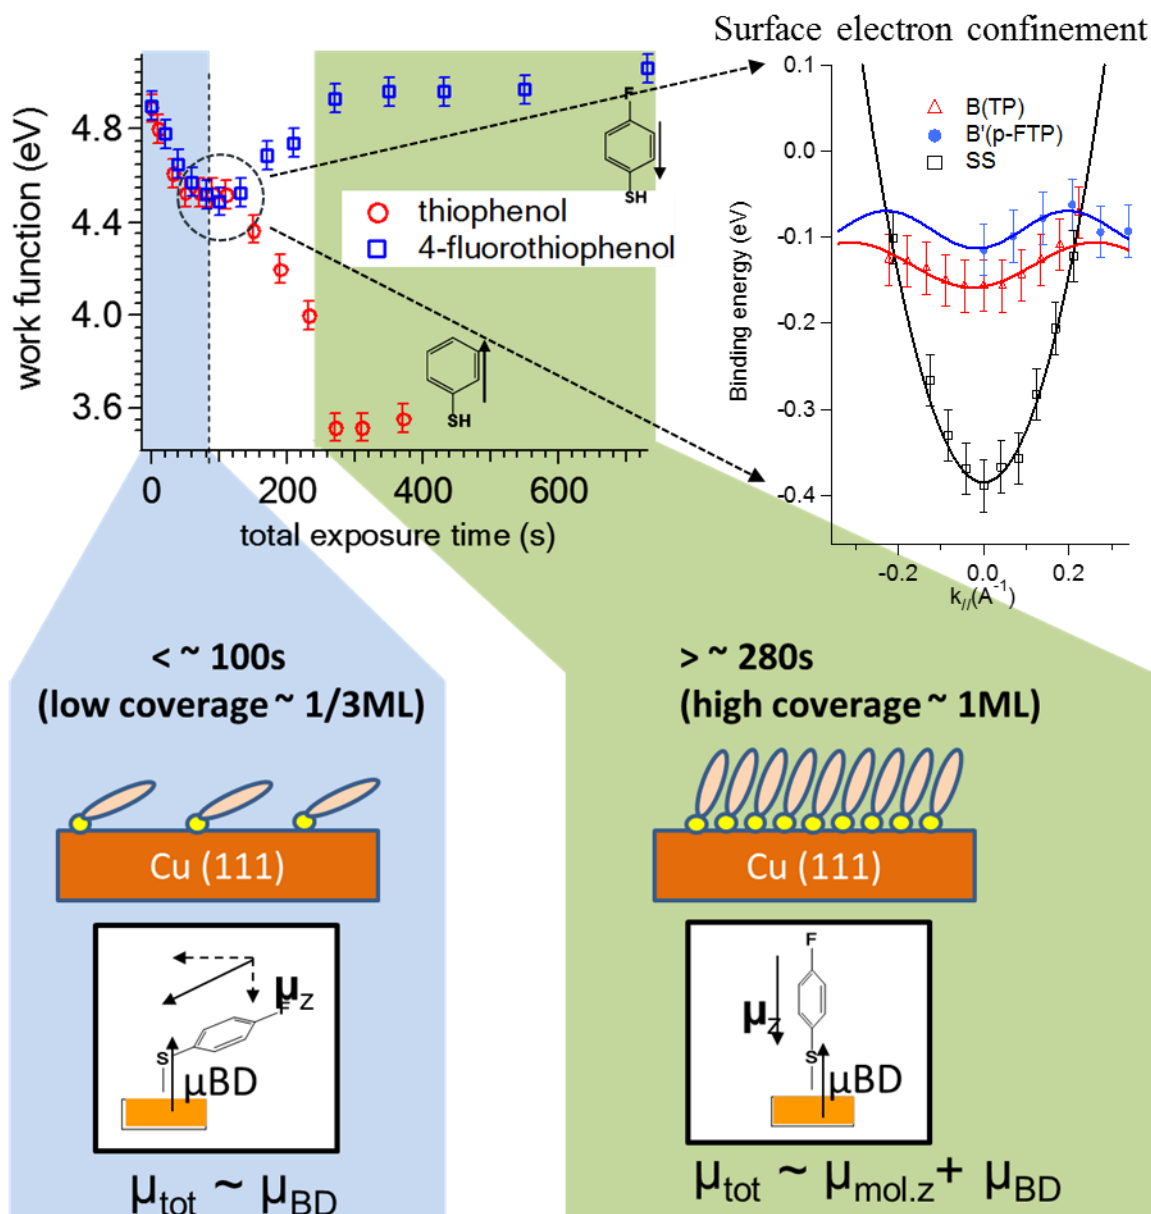 Surface electron confinement
work function (eV)
4.8
4.4
4.0
3.6
0
200
400
600
total exposure time (s)
thiophenol
4-fluorothiophenol
F
SH
SH
Binding energy (eV)
0.1
0.0
-0.1
-0.2
-0.3
-0.4
B(TP)
B'(p-FTP)
SS
-0.2
0.0
0.2
k//(A⁻¹)
< ~ 100s
(low coverage ~ 1/3ML)
> ~ 280s
(high coverage ~ 1ML)
Cu (111)
Cu (111)
μz
F
S
μBD
F
μz
S
μBD
μtot ~ μBD
μtot ~ μmol.z + μBD